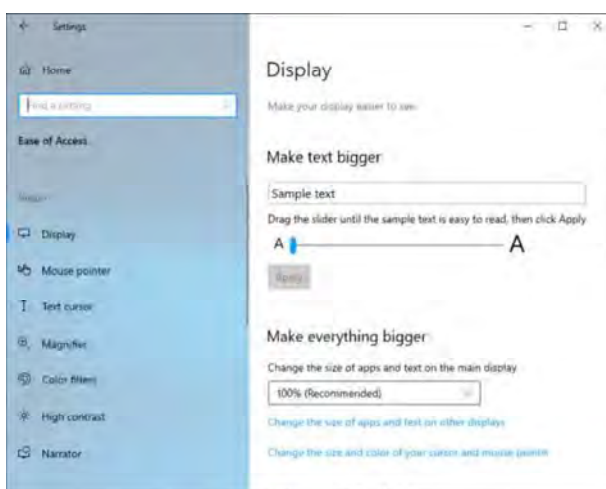 Settings
Home
Find a setting
Ease of Access
Vision
Display
Mouse pointer
Text cursor
Magnifier
Color filters
High contrast
Narrator
Display
Make your display easier to see.
Make text bigger
Sample text
Drag the slider until the sample text is easy to read, then click Apply
A
A
Apply
Make everything bigger
Change the size of apps and text on the main display
100% (Recommended)
Change the size of apps and text on other displays
Change the size and color of your cursor and mouse pointer